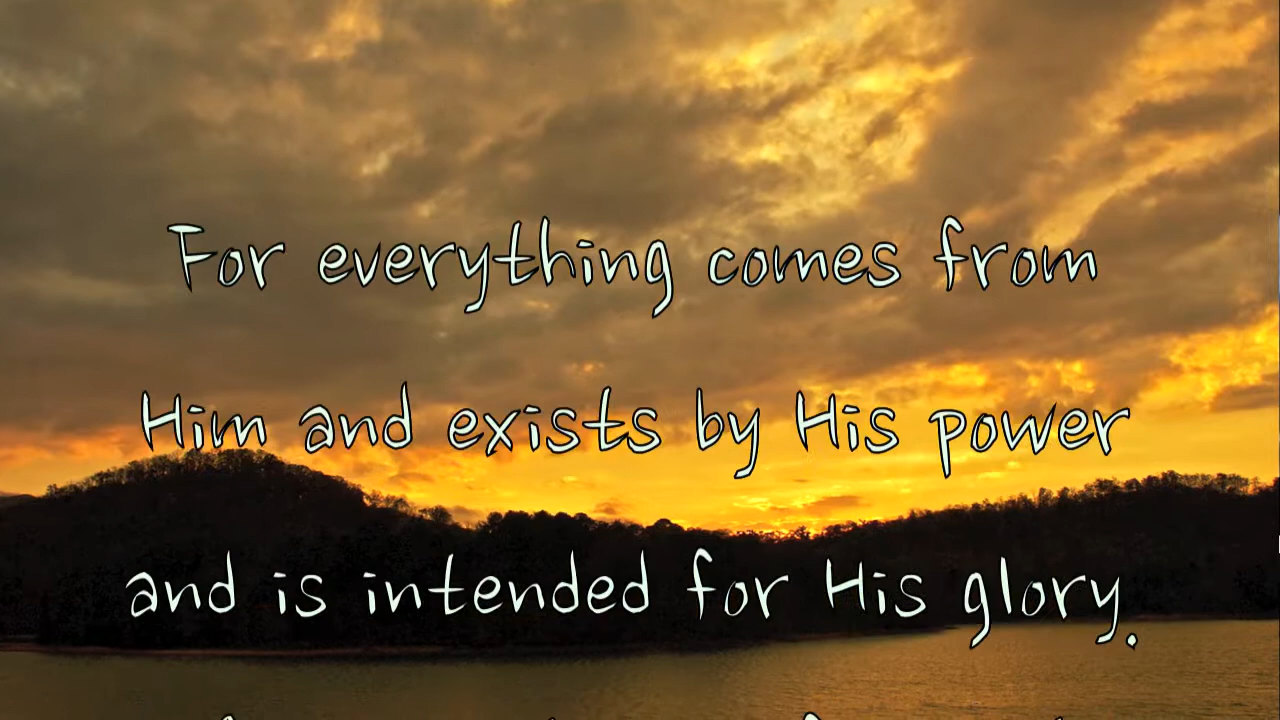 For everything comes from
Him and exists by His power
and is intended for His glory.